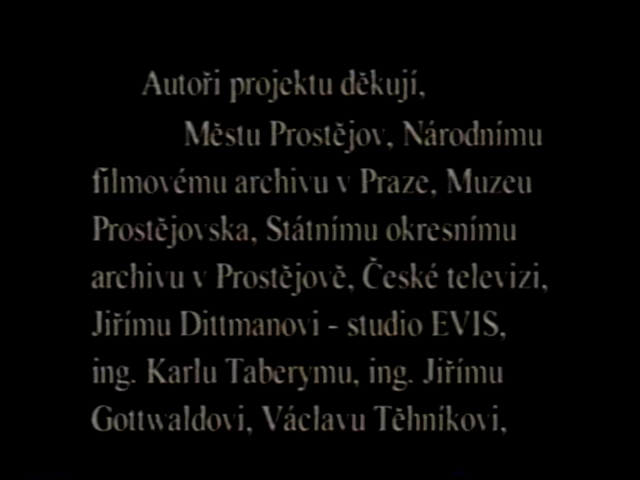 Autoři projektu děkují,
Městu Prostějov, Národnímu
filmovému archivu v Praze, Muzeu
Prostějovska, Státnímu okresnímu
archivu v Prostějově, České televizi,
Jiřímu Dittmanovi - studio EVIS,
ing. Karlu Taberymu, ing. Jiřímu
Gottwaldovi, Václavu Těhníkovi,